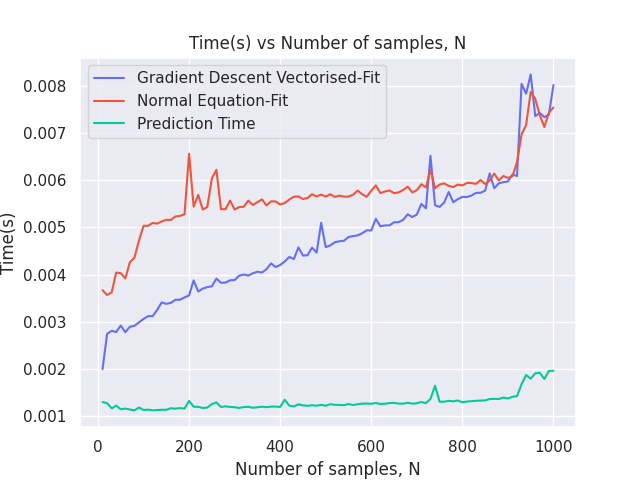 Time(s) vs Number of samples, N
Gradient Descent Vectorised-Fit
Normal Equation-Fit
Prediction Time
Time(s)
0.008
0.007
0.006
0.005
0.004
0.003
0.002
0.001
0 200 400 600 800 1000
Number of samples, N